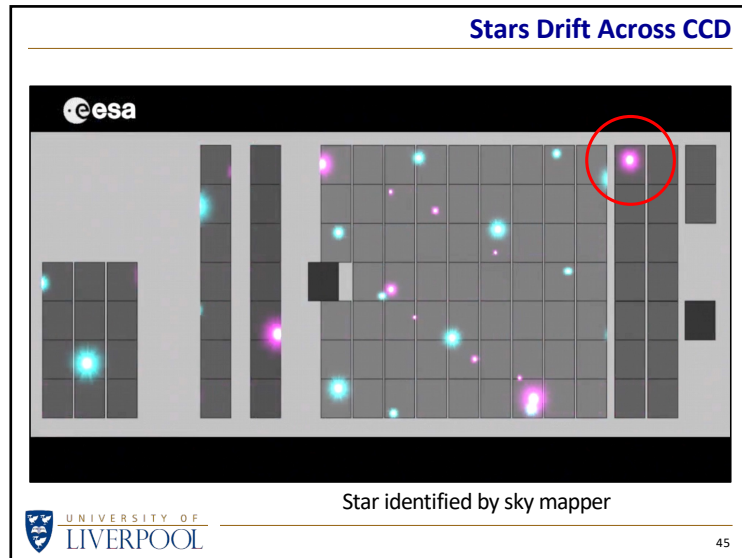 Stars Drift Across CCD
esa
Star identified by sky mapper
UNIVERSITY OF
LIVERPOOL
45